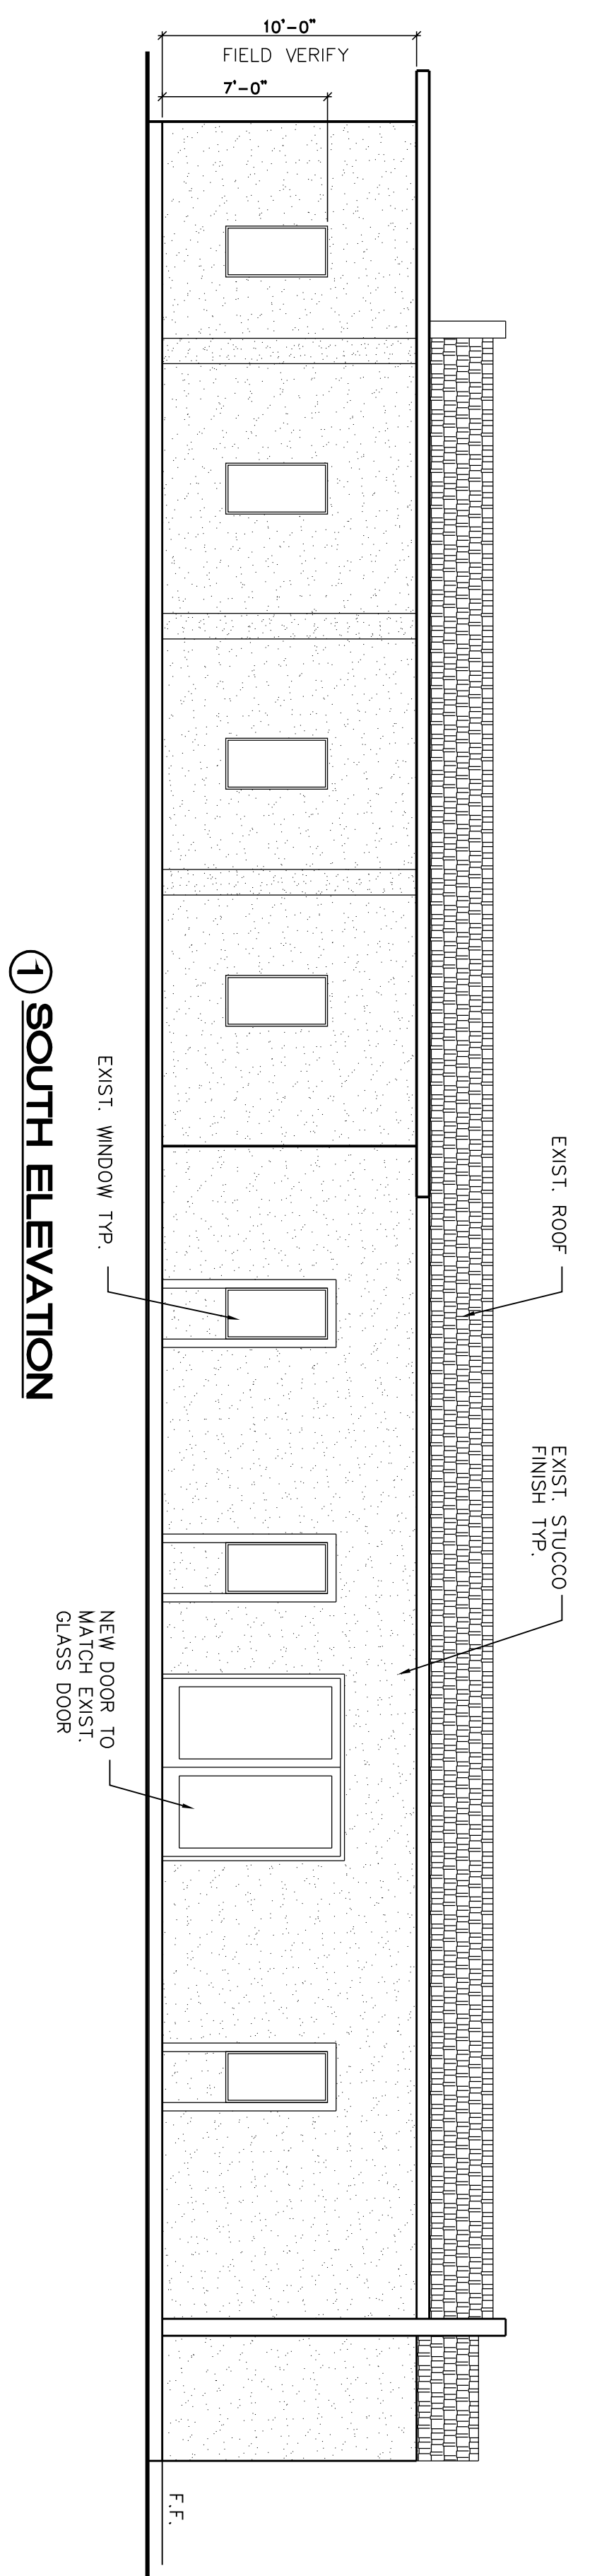 10'-0"
FIELD VERIFY
7'-0"
EXIST. ROOF
EXIST. STUCCO
FINISH TYP.
EXIST. WINDOW TYP.
NEW DOOR TO
MATCH EXIST.
GLASS DOOR
F.F.
1 SOUTH ELEVATION